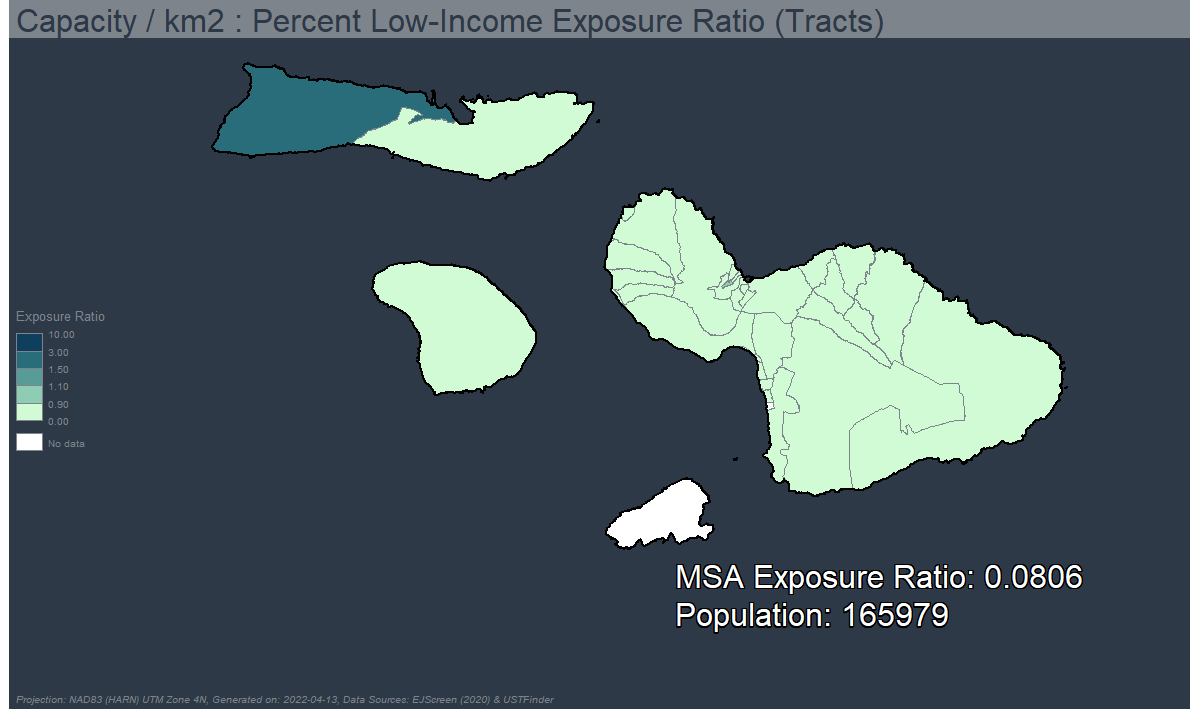 Capacity / km2 : Percent Low-Income Exposure Ratio (Tracts)
Exposure Ratio
10.00
3.00
1.50
1.10
0.90
0.00
No data
MSA Exposure Ratio: 0.0806
Population: 165979
Projection: NAD83 (HARN) UTM Zone 4N, Generated on: 2022-04-13, Data Sources: EJScreen (2020) & USTFinder